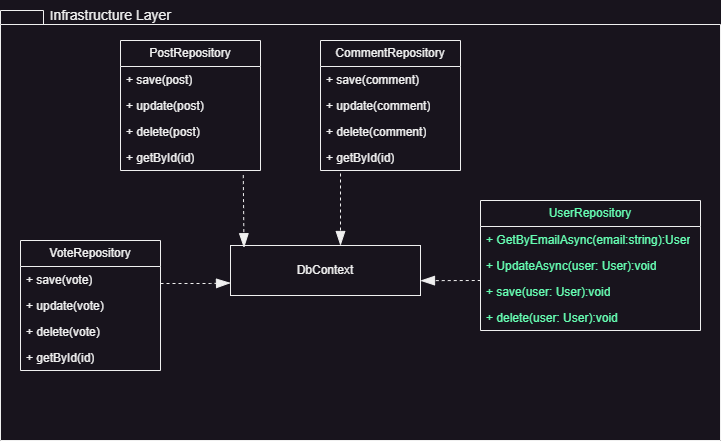 Infrastructure Layer
PostRepository
+ save(post)
+ update(post)
+ delete(post)
+ getById(id)
CommentRepository
+ save(comment)
+ update(comment)
+ delete(comment)
+ getById(id)
UserRepository
+ GetByEmailAsync(email:string):User
+ UpdateAsync(user: User):void
+ save(user: User):void
+ delete(user: User):void
VoteRepository
+ save(vote)
+ update(vote)
+ delete(vote)
+ getById(id)
DbContext